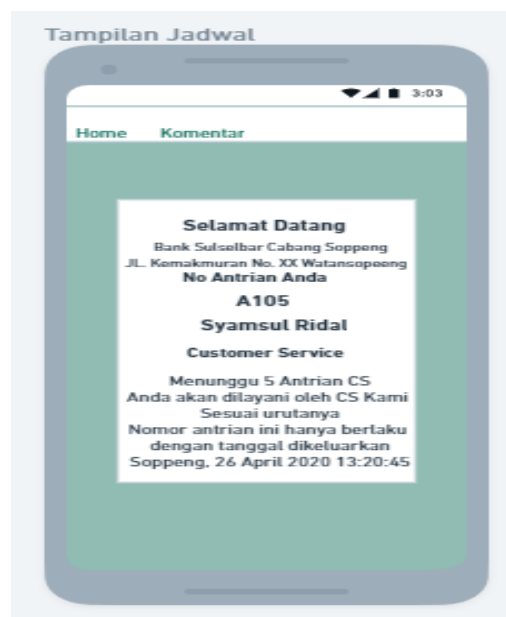 Tampilan Jadwal
3:03
Home Komentar
Selamat Datang
Bank Sulselbar Cabang Soppeng
JL. Kemakmuran No. XX Watansopoeng
No Antrian Anda
A105
Syamsul Ridal
Customer Service
Menunggu 5 Antrian CS
Anda akan dilayani oleh CS Kami
Sesuai urutanya
Nomor antrian ini hanya berlaku
dengan tanggal dikeluarkan
Soppeng, 26 April 2020 13:20:45